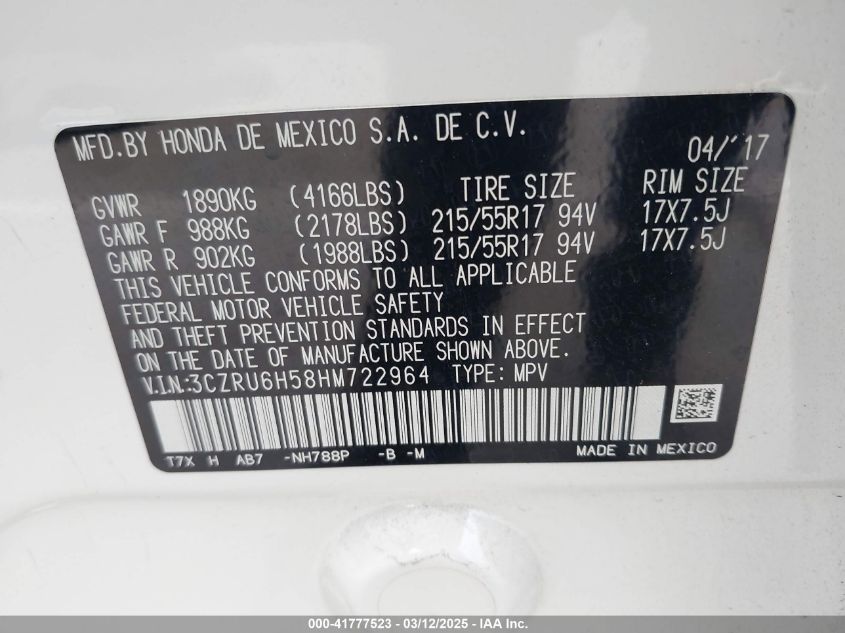 MFD.BY HONDA DE MEXICO S.A. DE C.V.
04/'17
GVWR 1890KG (4166LBS) TIRE SIZE RIM SIZE
GAWR F 988KG (2178LBS) 215/55R17 94V 17X7.5J
GAWR R 902KG (1988LBS) 215/55R17 94V 17X7.5J
THIS VEHICLE CONFORMS TO ALL APPLICABLE
FEDERAL MOTOR VEHICLE SAFETY
AND THEFT PREVENTION STANDARDS IN EFFECT
ON THE DATE OF MANUFACTURE SHOWN ABOVE.
V.I.N:3CZRU6H58HM722964 TYPE: MPV
T7X H AB7 -NH788P -B -M MADE IN MEXICO
000-41777523 - 03/12/2025 - IAA Inc.